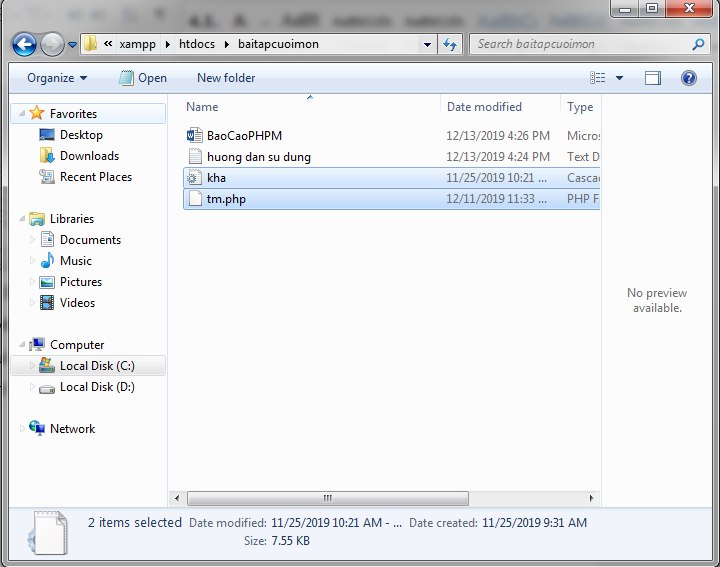 « xampp ▸ htdocs ▸ baitapcuoimon
Search baitapcuoimon
Organize Open New folder
Name Date modified Type
BaoCaoPHPM 12/13/2019 4:26 PM Micros
huong dan su dung 12/13/2019 4:24 PM Text D
kha 11/25/2019 10:21 ... Cascad
tm.php 12/11/2019 11:33 ... PHP F
Favorites
Desktop
Downloads
Recent Places
Libraries
Documents
Music
Pictures
Videos
Computer
Local Disk (C:)
Local Disk (D:)
Network
No preview
available.
2 items selected Date modified: 11/25/2019 10:21 AM - ... Date created: 11/25/2019 9:31 AM
Size: 7.55 KB